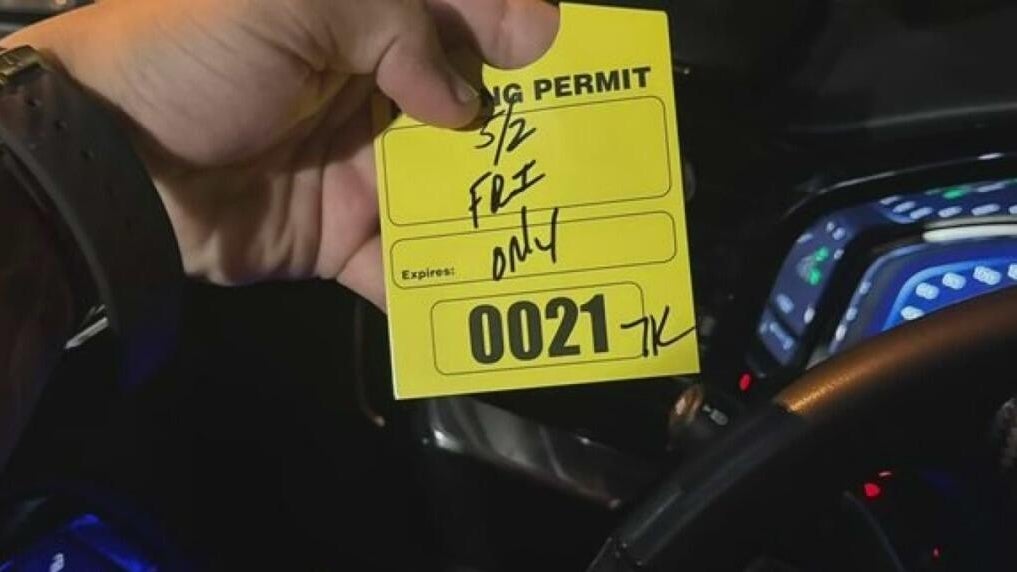 NG PERMIT
5/2
FRI
Expires: ONLY
0021 TK